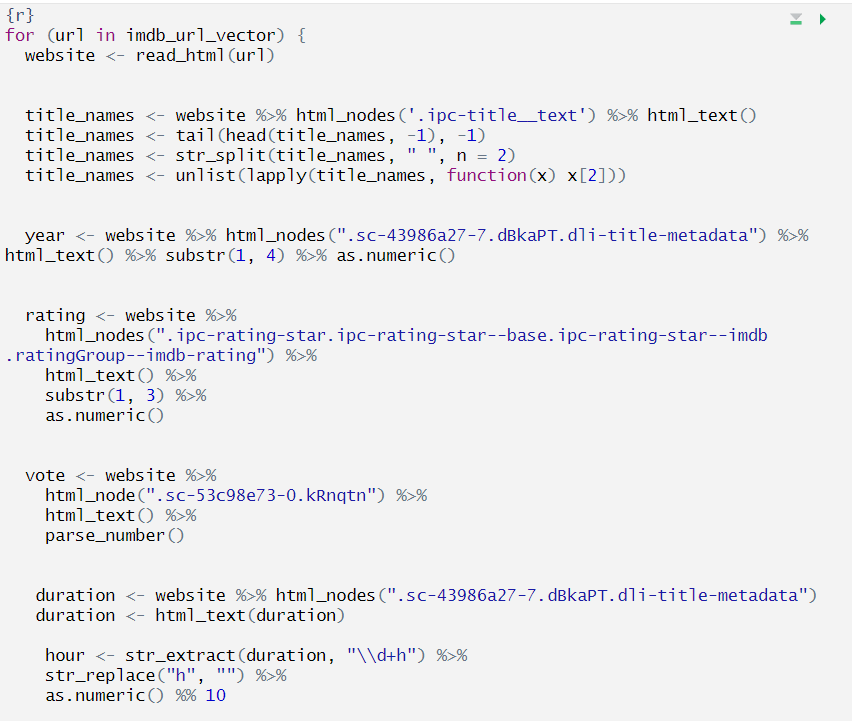 {r}
for (url in imdb_url_vector) {
  website <- read_html(url)
  title_names <- website %>% html_nodes('.ipc-title__text') %>% html_text()
  title_names <- tail(head(title_names, -1), -1)
  title_names <- str_split(title_names, " ", n = 2)
  title_names <- unlist(lapply(title_names, function(x) x[2]))
  year <- website %>% html_nodes(".sc-43986a27-7.dBkaPT.dli-title-metadata") %>%
html_text() %>% substr(1, 4) %>% as.numeric()
  rating <- website %>%
    html_nodes(".ipc-rating-star.ipc-rating-star--base.ipc-rating-star--imdb
.ratingGroup--imdb-rating") %>%
    html_text() %>%
    substr(1, 3) %>%
    as.numeric()
  vote <- website %>%
    html_node(".sc-53c98e73-0.kRnqtn") %>%
    html_text() %>%
    parse_number()
   duration <- website %>% html_nodes(".sc-43986a27-7.dBkaPT.dli-title-metadata")
   duration <- html_text(duration)
    hour <- str_extract(duration, "\\d+h") %>%
    str_replace("h", "") %>%
    as.numeric() %% 10